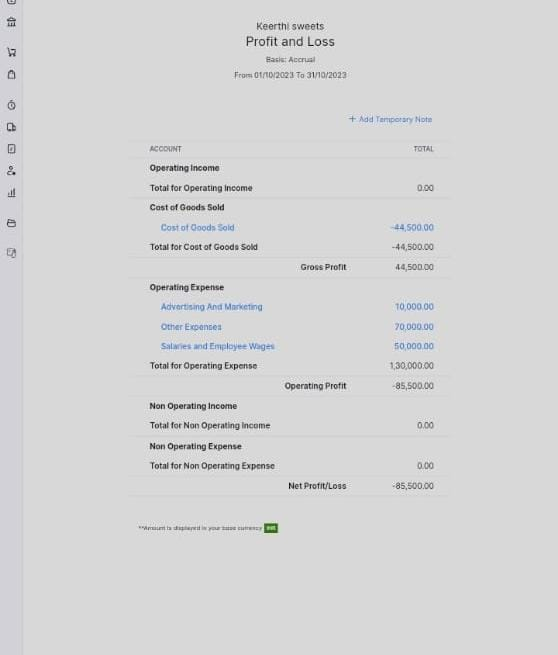 Keerthi sweets
Profit and Loss
Basis: Accrual
From 01/10/2023 To 31/10/2023
+ Add Temporary Note
ACCOUNT TOTAL
Operating Income
Total for Operating Income 0.00
Cost of Goods Sold
Cost of Goods Sold -44,500.00
Total for Cost of Goods Sold -44,500.00
Gross Profit 44,500.00
Operating Expense
Advertising And Marketing 10,000.00
Other Expenses 70,000.00
Salaries and Employee Wages 50,000.00
Total for Operating Expense 1,30,000.00
Operating Profit -85,500.00
Non Operating Income
Total for Non Operating Income 0.00
Non Operating Expense
Total for Non Operating Expense 0.00
Net Profit/Loss -85,500.00
**Amount is displayed in your base currency INR